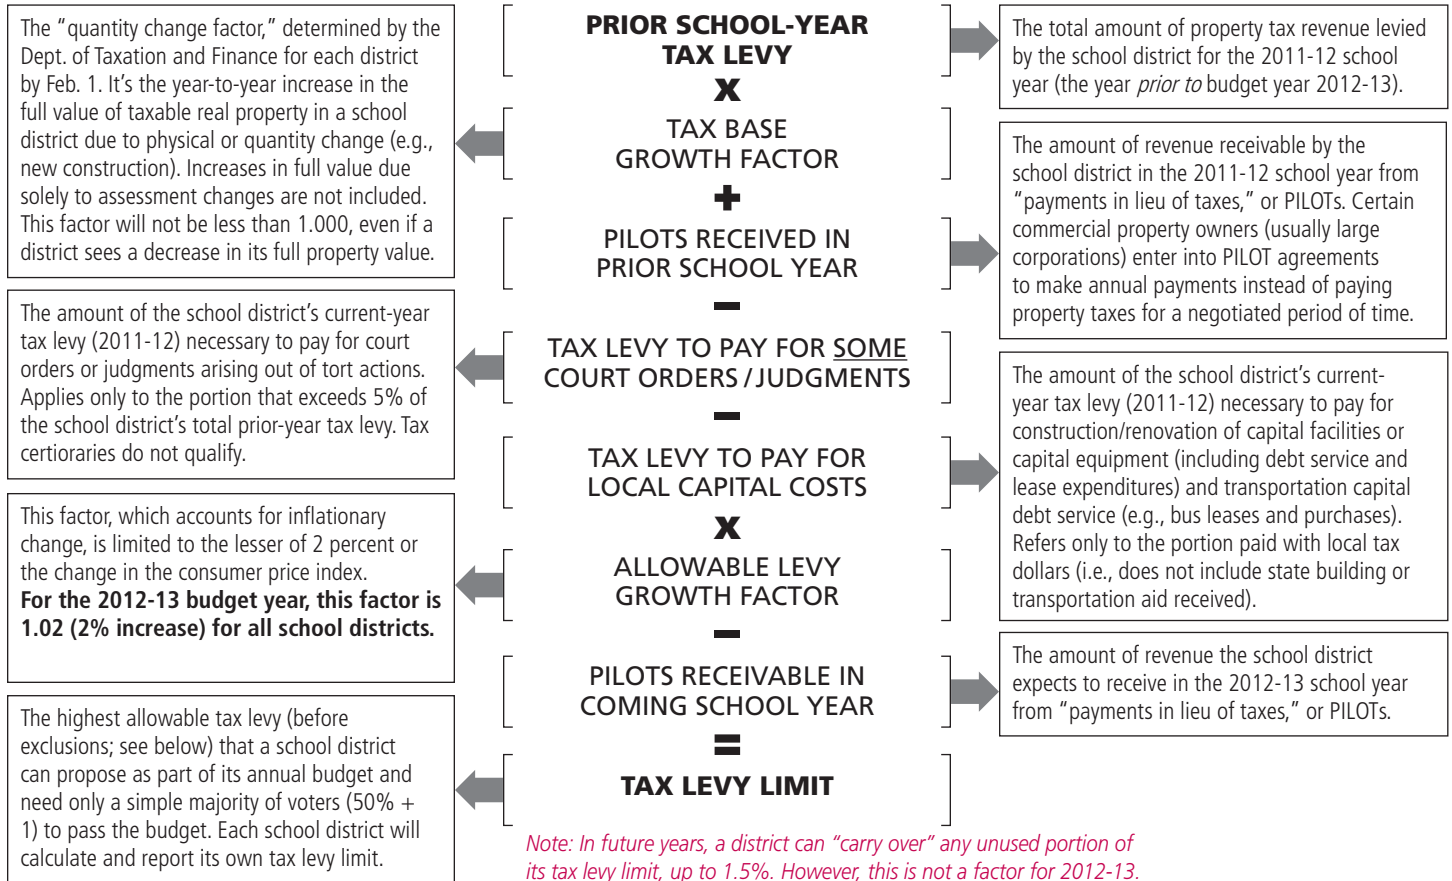 The “quantity change factor,” determined by the
Dept. of Taxation and Finance for each district
by Feb. 1. It’s the year-to-year increase in the
full value of taxable real property in a school
district due to physical or quantity change (e.g.,
new construction). Increases in full value due
solely to assessment changes are not included.
This factor will not be less than 1.000, even if a
district sees a decrease in its full property value.
The amount of the school district’s current-year
tax levy (2011-12) necessary to pay for court
orders or judgments arising out of tort actions.
Applies only to the portion that exceeds 5% of
the school district’s total prior-year tax levy. Tax
certioraries do not qualify.
This factor, which accounts for inflationary
change, is limited to the lesser of 2 percent or
the change in the consumer price index.
For the 2012-13 budget year, this factor is
1.02 (2% increase) for all school districts.
The highest allowable tax levy (before
exclusions; see below) that a school district
can propose as part of its annual budget and
need only a simple majority of voters (50% +
1) to pass the budget. Each school district will
calculate and report its own tax levy limit.
PRIOR SCHOOL-YEAR
TAX LEVY
x
TAX BASE
GROWTH FACTOR
+
PILOTS RECEIVED IN
PRIOR SCHOOL YEAR
–
TAX LEVY TO PAY FOR SOME
COURT ORDERS/JUDGMENTS
–
TAX LEVY TO PAY FOR
LOCAL CAPITAL COSTS
x
ALLOWABLE LEVY
GROWTH FACTOR
–
PILOTS RECEIVABLE IN
COMING SCHOOL YEAR
=
TAX LEVY LIMIT
Note: In future years, a district can “carry over” any unused portion of
its tax levy limit, up to 1.5%. However, this is not a factor for 2012-13.
The total amount of property tax revenue levied
by the school district for the 2011-12 school
year (the year prior to budget year 2012-13).
The amount of revenue receivable by the
school district in the 2011-12 school year from
“payments in lieu of taxes,” or PILOTs. Certain
commercial property owners (usually large
corporations) enter into PILOT agreements
to make annual payments instead of paying
property taxes for a negotiated period of time.
The amount of the school district’s current-
year tax levy (2011-12) necessary to pay for
construction/renovation of capital facilities or
capital equipment (including debt service and
lease expenditures) and transportation capital
debt service (e.g., bus leases and purchases).
Refers only to the portion paid with local tax
dollars (i.e., does not include state building or
transportation aid received).
The amount of revenue the school district
expects to receive in the 2012-13 school year
from “payments in lieu of taxes,” or PILOTs.